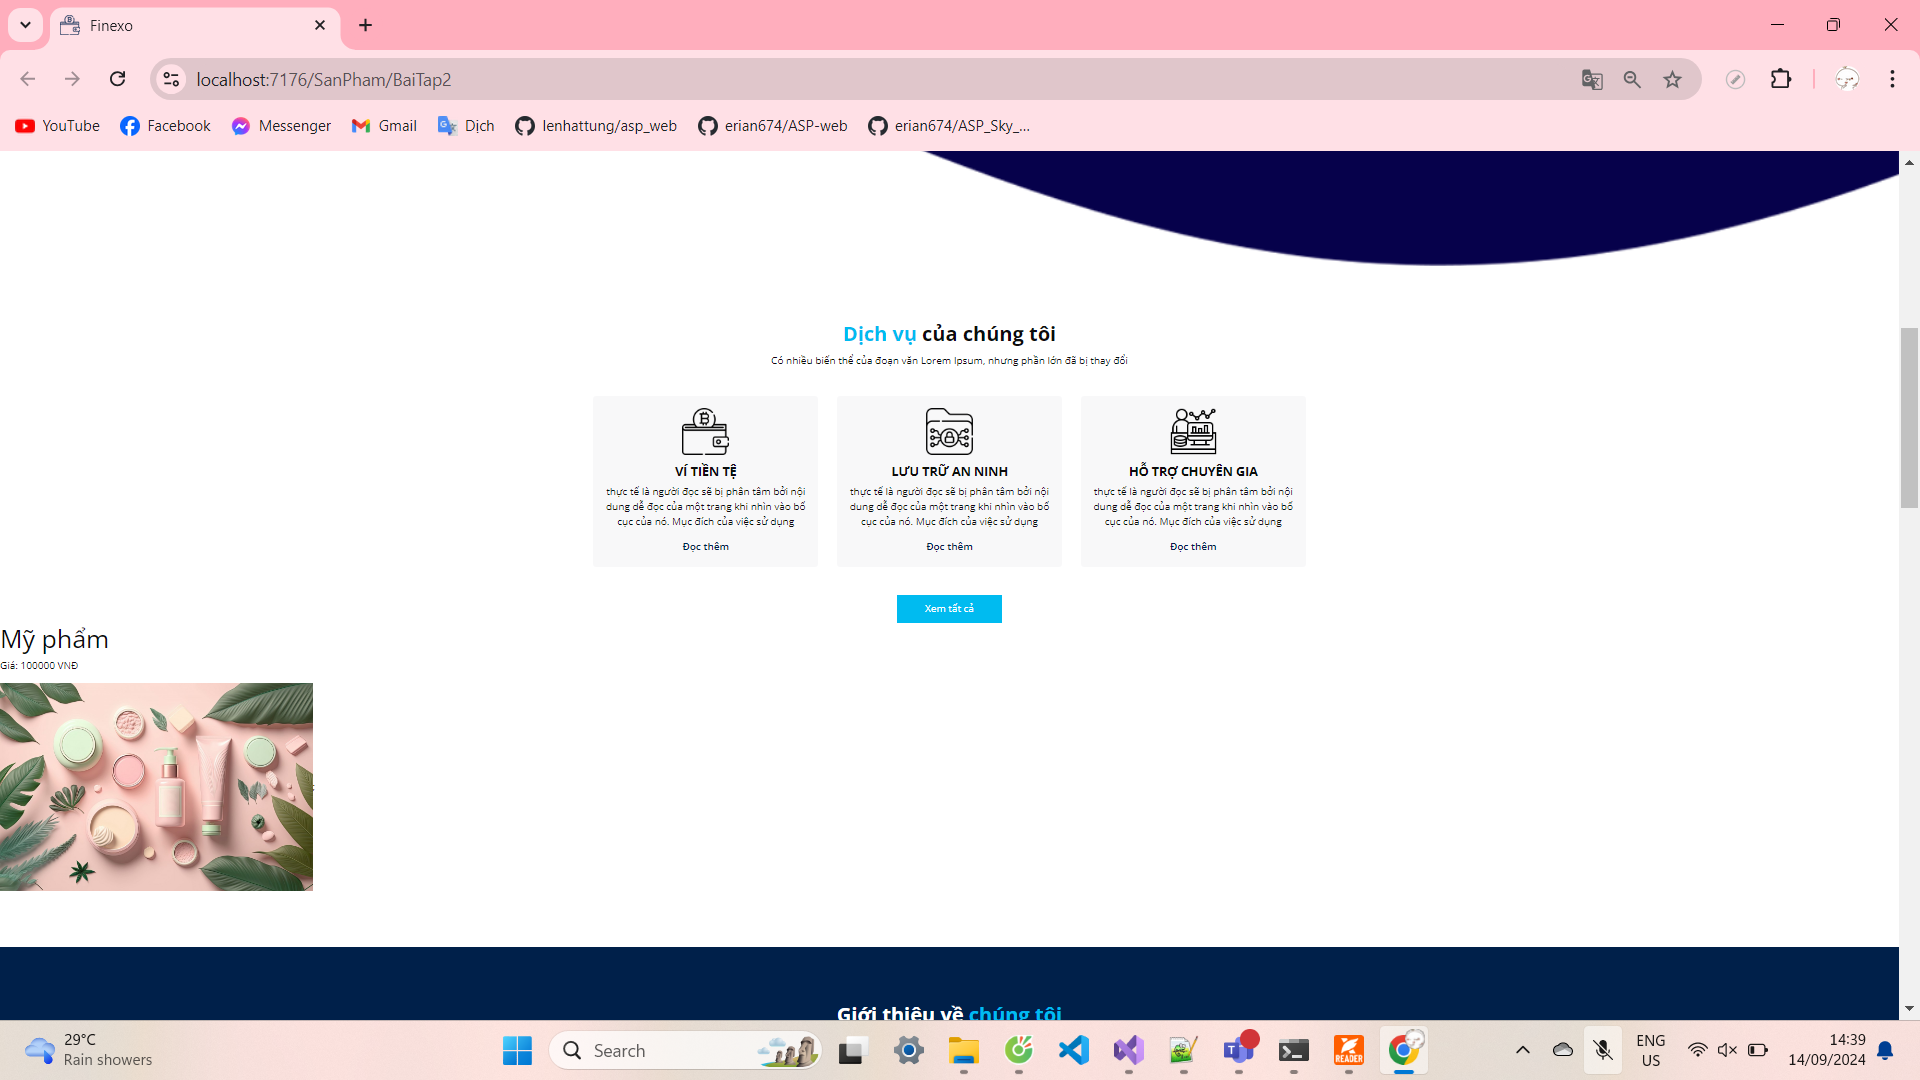 Finexo
localhost:7176/SanPham/BaiTap2
YouTube
Facebook
Messenger
Gmail
Dịch
lenhattung/asp_web
erian674/ASP-web
erian674/ASP_Sky_...
Dịch vụ của chúng tôi
Có nhiều biến thể của đoạn văn Lorem Ipsum, nhưng phần lớn đã bị thay đổi
VÍ TIỀN TỆ
thực tế là người đọc sẽ bị phân tâm bởi nội
dung dễ đọc của một trang khi nhìn vào bố
cục của nó. Mục đích của việc sử dụng
Đọc thêm
LƯU TRỮ AN NINH
thực tế là người đọc sẽ bị phân tâm bởi nội
dung dễ đọc của một trang khi nhìn vào bố
cục của nó. Mục đích của việc sử dụng
Đọc thêm
HỖ TRỢ CHUYÊN GIA
thực tế là người đọc sẽ bị phân tâm bởi nội
dung dễ đọc của một trang khi nhìn vào bố
cục của nó. Mục đích của việc sử dụng
Đọc thêm
Xem tất cả
Mỹ phẩm
Giá: 100000 VNĐ
Giới thiệu về chúng tôi
29°C
Rain showers
Search
READER
ENG
US
14:39
14/09/2024